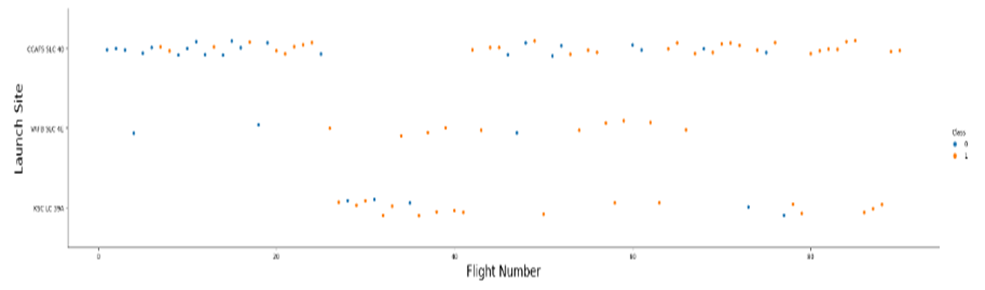 CCAFS SLC 40
VAFB SLC 4E
KSC LC 39A
Launch Site
0
20
40
60
80
Flight Number
Class
0
1